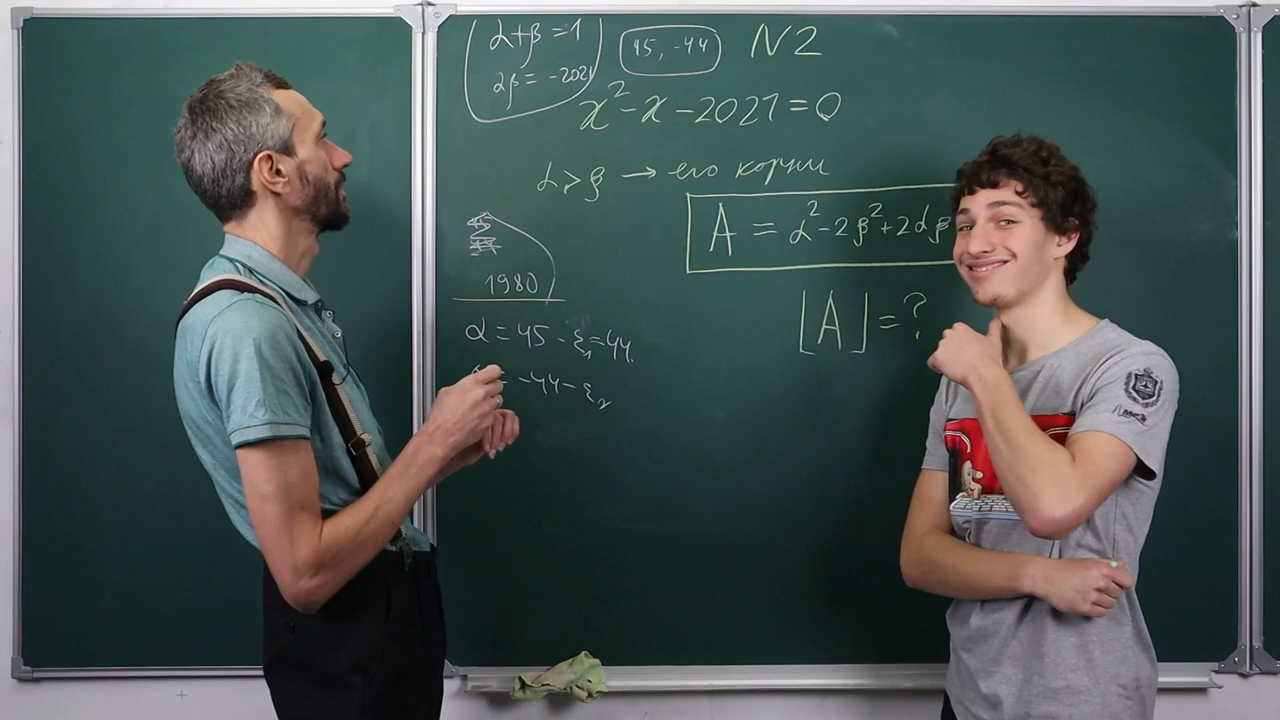 α+β=1
αβ=-2021
45, -44
N2
x²-x-2021=0
α>β → его корни
A = α²-2β²+2αβ
⌊A⌋=?
1980
α=45-ε₁=44.
-44-ε₂